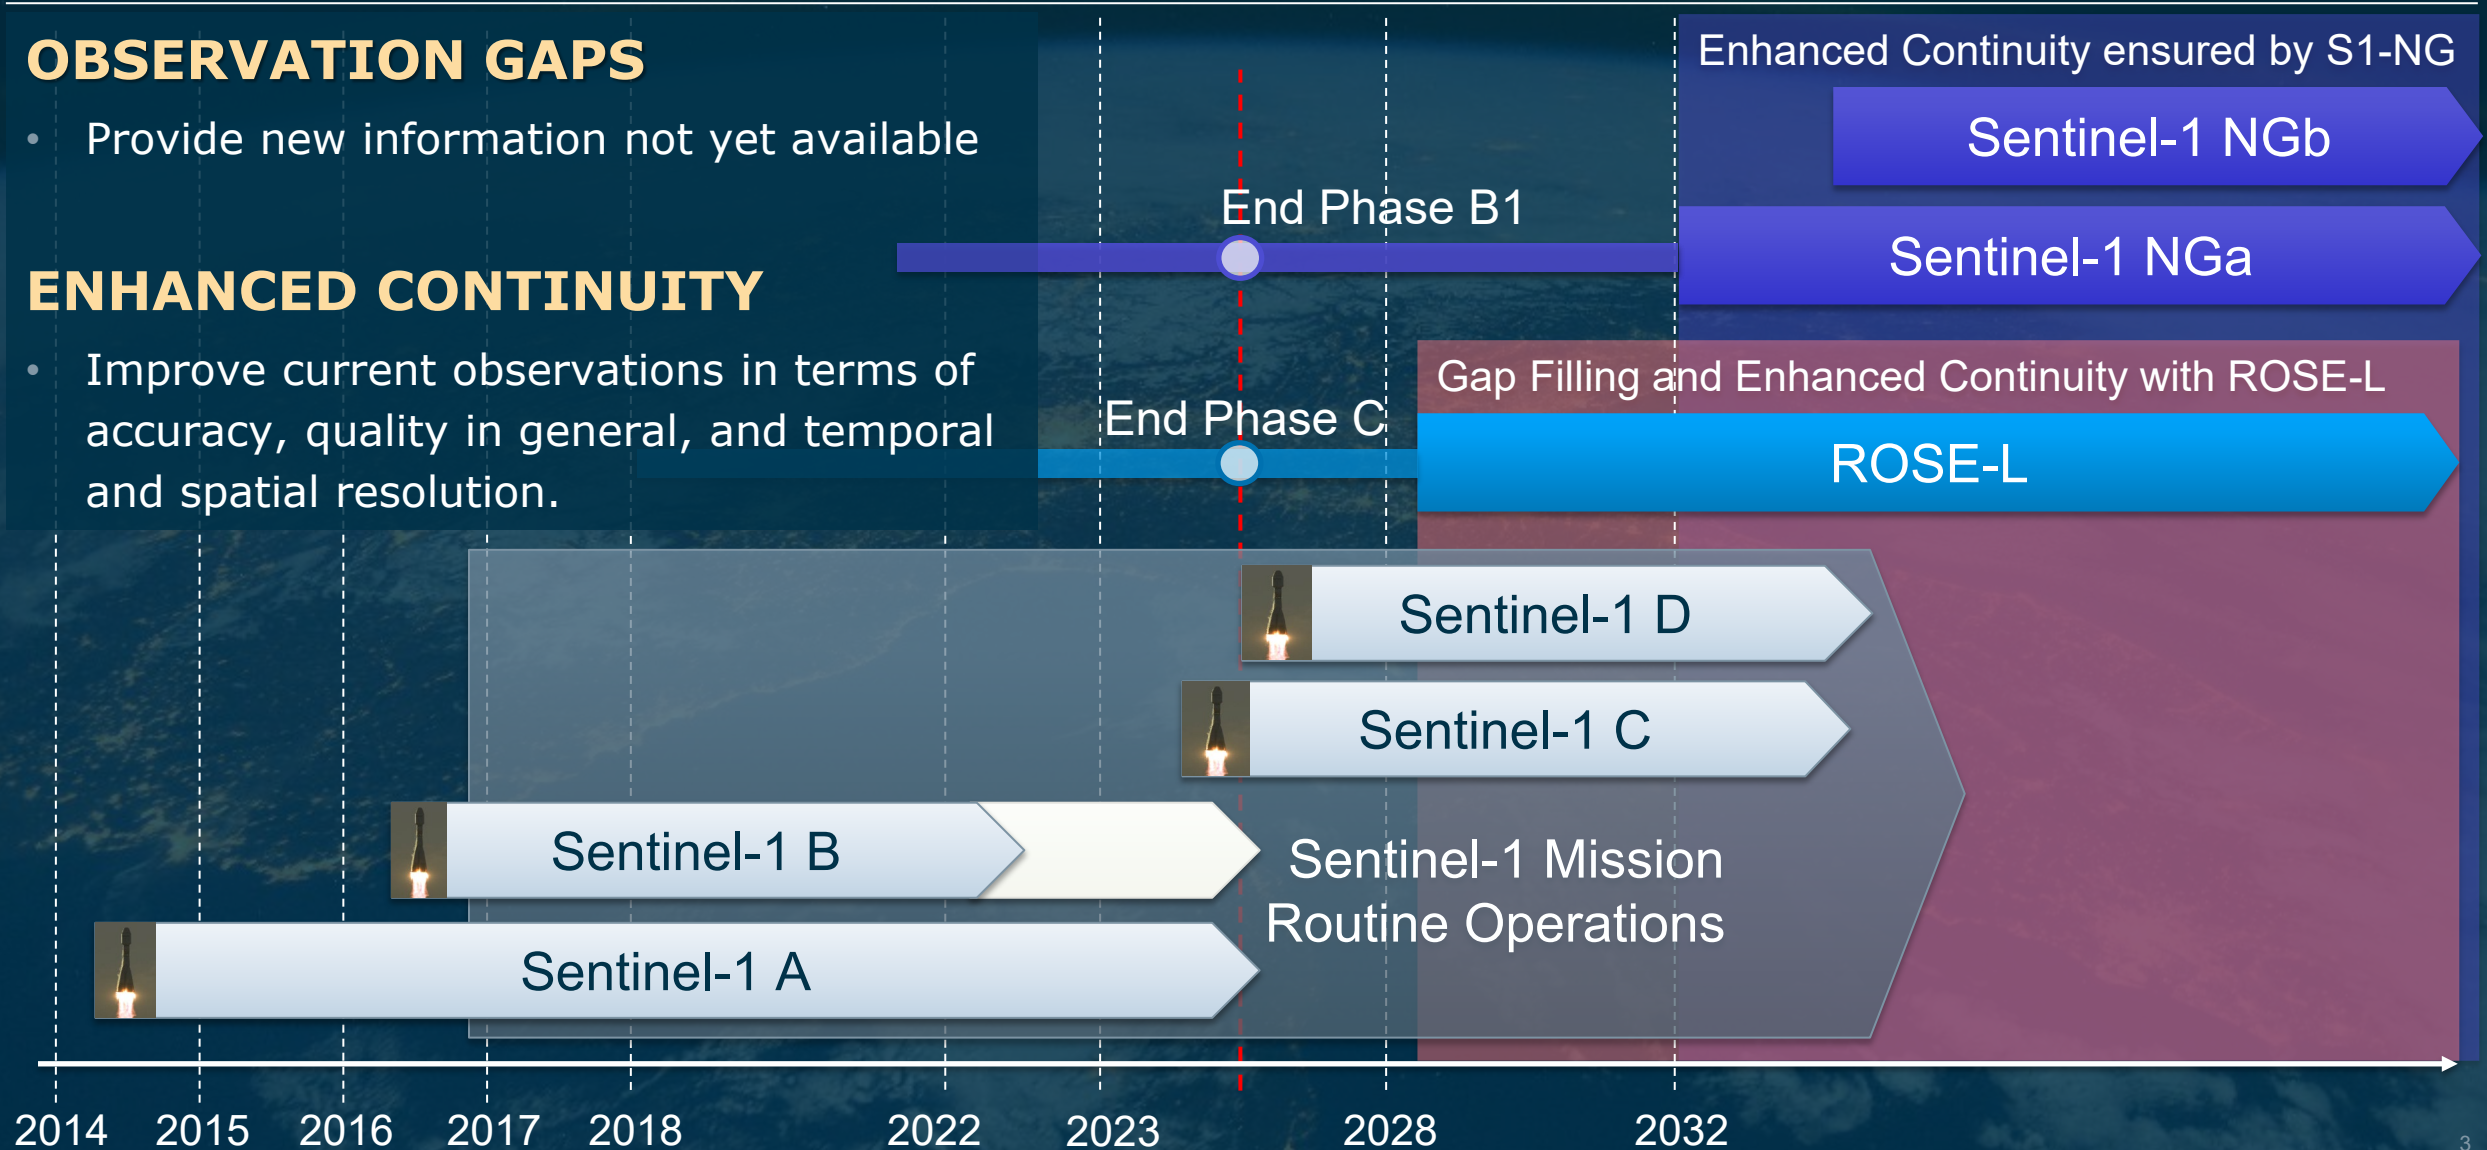 OBSERVATION GAPS
• Provide new information not yet available
ENHANCED CONTINUITY
• Improve current observations in terms of
accuracy, quality in general, and temporal
and spatial resolution.
Enhanced Continuity ensured by S1-NG
Sentinel-1 NGb
End Phase B1
Sentinel-1 NGa
Gap Filling and Enhanced Continuity with ROSE-L
End Phase C
ROSE-L
Sentinel-1 D
Sentinel-1 C
Sentinel-1 B
Sentinel-1 Mission
Routine Operations
Sentinel-1 A
2014 2015 2016 2017 2018 2022 2023 2028 2032
3